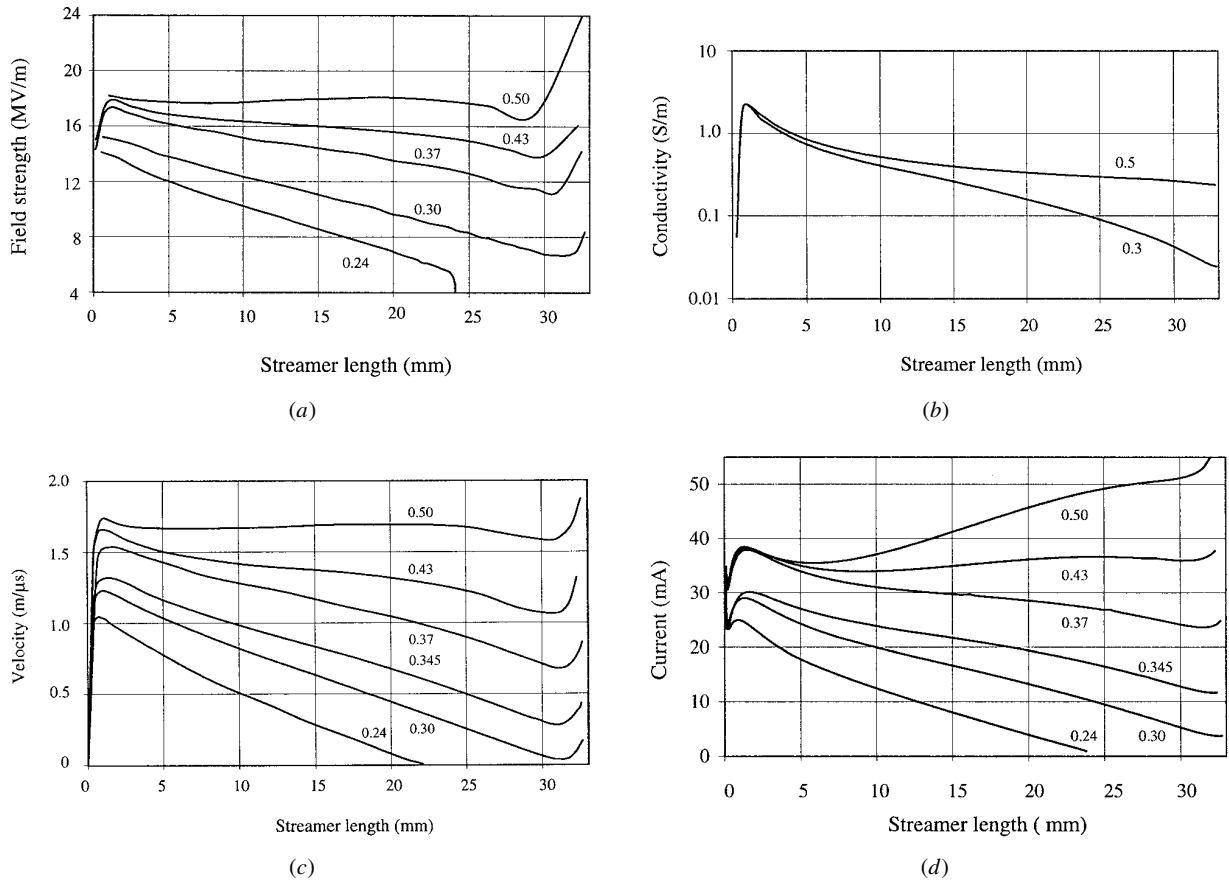 24
20
16
12
8
4
Field strength (MV/m)
0.50
0.43
0.37
0.30
0.24
0 5 10 15 20 25 30
Streamer length (mm)
(a)
10
1.0
0.1
0.01
Conductivity (S/m)
0.5
0.3
0 5 10 15 20 25 30
Streamer length (mm)
(b)
2.0
1.5
1.0
0.5
0
Velocity (m/µs)
0.50
0.43
0.37
0.345
0.30
0.24
0 5 10 15 20 25 30
Streamer length (mm)
(c)
50
40
30
20
10
0
Current (mA)
0.50
0.43
0.37
0.345
0.24 0.30
0 5 10 15 20 25 30
Streamer length ( mm)
(d)